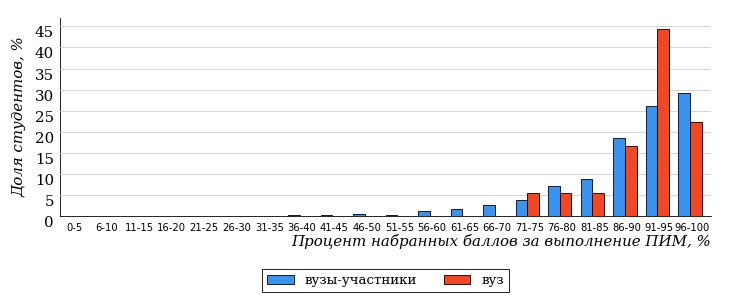 Доля студентов, %
45
40
35
30
25
20
15
10
5
0
0-5 6-10 11-15 16-20 21-25 26-30 31-35 36-40 41-45 46-50 51-55 56-60 61-65 66-70 71-75 76-80 81-85 86-90 91-95 96-100
Процент набранных баллов за выполнение ПИМ, %
вузы-участники вуз